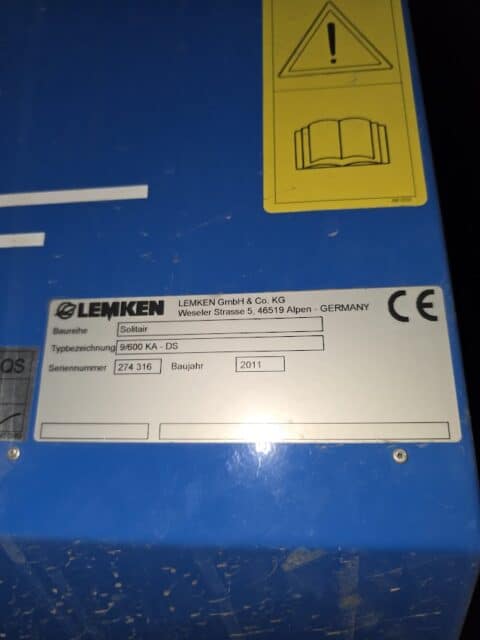 LEMKEN
LEMKEN GmbH & Co. KG
Weseler Strasse 5, 46519 Alpen - GERMANY
CE
Baureihe Solitair
Typbezeichnung 9/600 KA - DS
Seriennummer 274 316 Baujahr 2011
QS